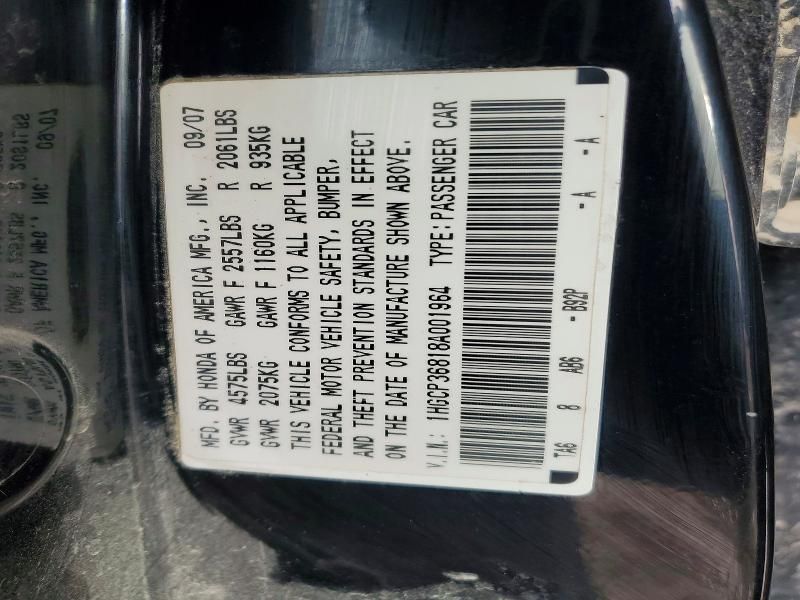 MFD. BY HONDA OF AMERICA MFG., INC. 09/07
GVWR 4575LBS GAWR F 2557LBS R 2061LBS
GVWR 2075KG GAWR F 1160KG R 935KG
THIS VEHICLE CONFORMS TO ALL APPLICABLE
FEDERAL MOTOR VEHICLE SAFETY, BUMPER,
AND THEFT PREVENTION STANDARDS IN EFFECT
ON THE DATE OF MANUFACTURE SHOWN ABOVE.
V.I.N.: 1HGCP36818A001964 TYPE: PASSENGER CAR
TA6 8 AB6 - B92P - A - A